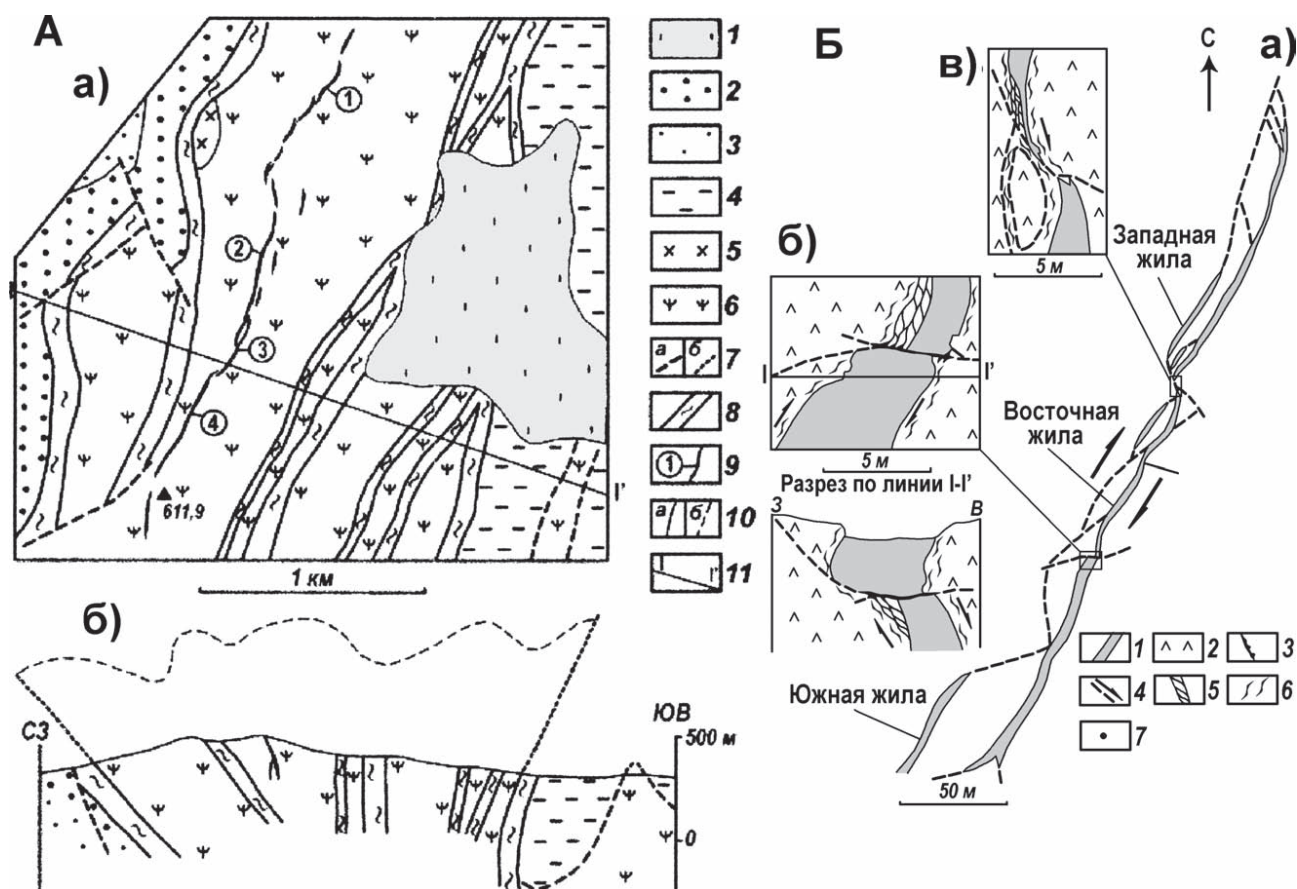 А
а)
1
2
3
4
611,9
I'
1 км
1
2
3
4
5
6
а б 7
8
1 9
а б 10
I I' 11
б)
СЗ
ЮВ
500 м
0
Б
а)
С
в)
5 м
Западная
жила
б)
I I'
5 м
Разрез по линии I-I'
З В
Восточная
жила
Южная жила
50 м
1 2 3
4 5 6
7